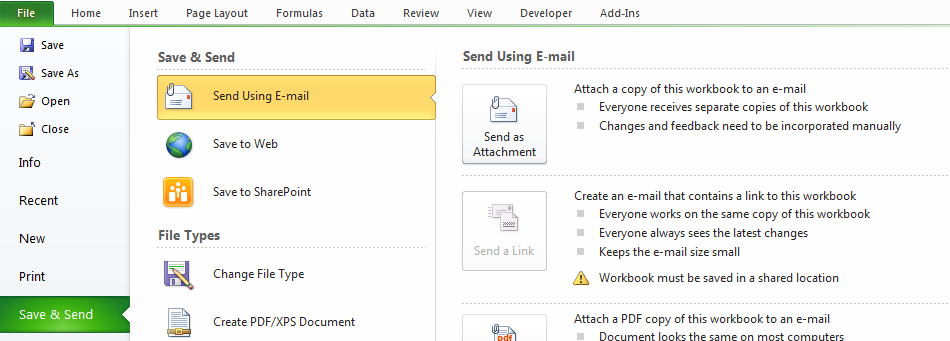 File
Home
Insert
Page Layout
Formulas
Data
Review
View
Developer
Add-Ins
Save
Save As
Open
Close
Info
Recent
New
Print
Save & Send
Save & Send
Send Using E-mail
Save to Web
Save to SharePoint
File Types
Change File Type
Create PDF/XPS Document
Send Using E-mail
Send as
Attachment
Attach a copy of this workbook to an e-mail
Everyone receives separate copies of this workbook
Changes and feedback need to be incorporated manually
Send a Link
Create an e-mail that contains a link to this workbook
Everyone works on the same copy of this workbook
Everyone always sees the latest changes
Keeps the e-mail size small
Workbook must be saved in a shared location
pdf
Attach a PDF copy of this workbook to an e-mail
Document looks the same on most computers